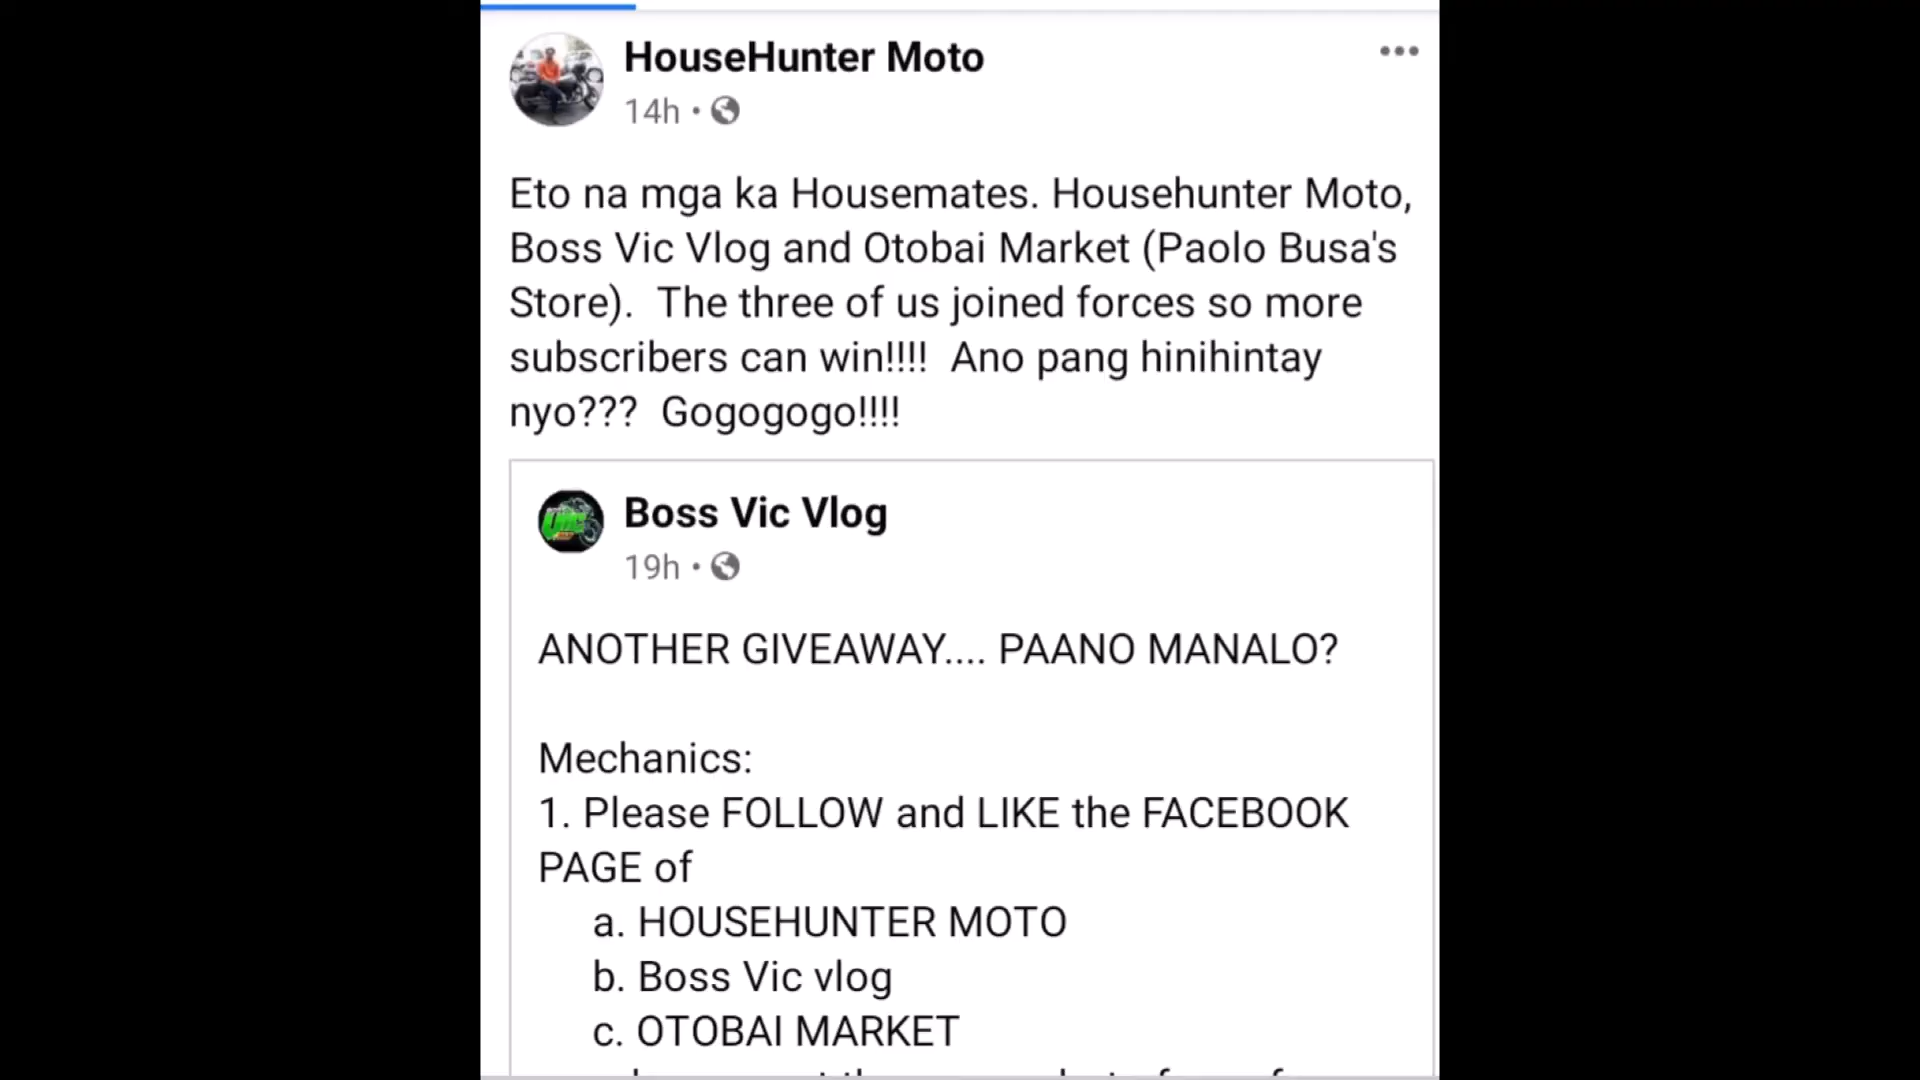 HouseHunter Moto
14h
Eto na mga ka Housemates. Househunter Moto,
Boss Vic Vlog and Otobai Market (Paolo Busa's
Store).  The three of us joined forces so more
subscribers can win!!!!  Ano pang hinihintay
nyo???  Gogogogo!!!!
Boss Vic Vlog
19h
ANOTHER GIVEAWAY.... PAANO MANALO?
Mechanics:
1. Please FOLLOW and LIKE the FACEBOOK
PAGE of
a. HOUSEHUNTER MOTO
b. Boss Vic vlog
c. OTOBAI MARKET